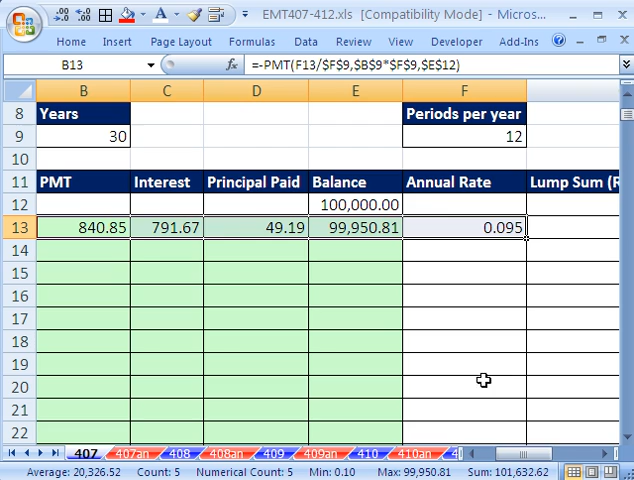 EMT407-412.xls [Compatibility Mode] - Micros...
Home Insert Page Layout Formulas Data Review View Developer Add-Ins
B13 fx =-PMT(F13/$F$9,$B$9*$F$9,$E$12)
B C D E F
8 Years Periods per year
9 30 12
10
11 PMT Interest Principal Paid Balance Annual Rate Lump Sum (R
12 100,000.00
13 840.85 791.67 49.19 99,950.81 0.095
14
15
16
17
18
19
20
21
22
407 407an 408 408an 409 409an 410 410an
Average: 20,326.52 Count: 5 Numerical Count: 5 Min: 0.10 Max: 99,950.81 Sum: 101,632.62